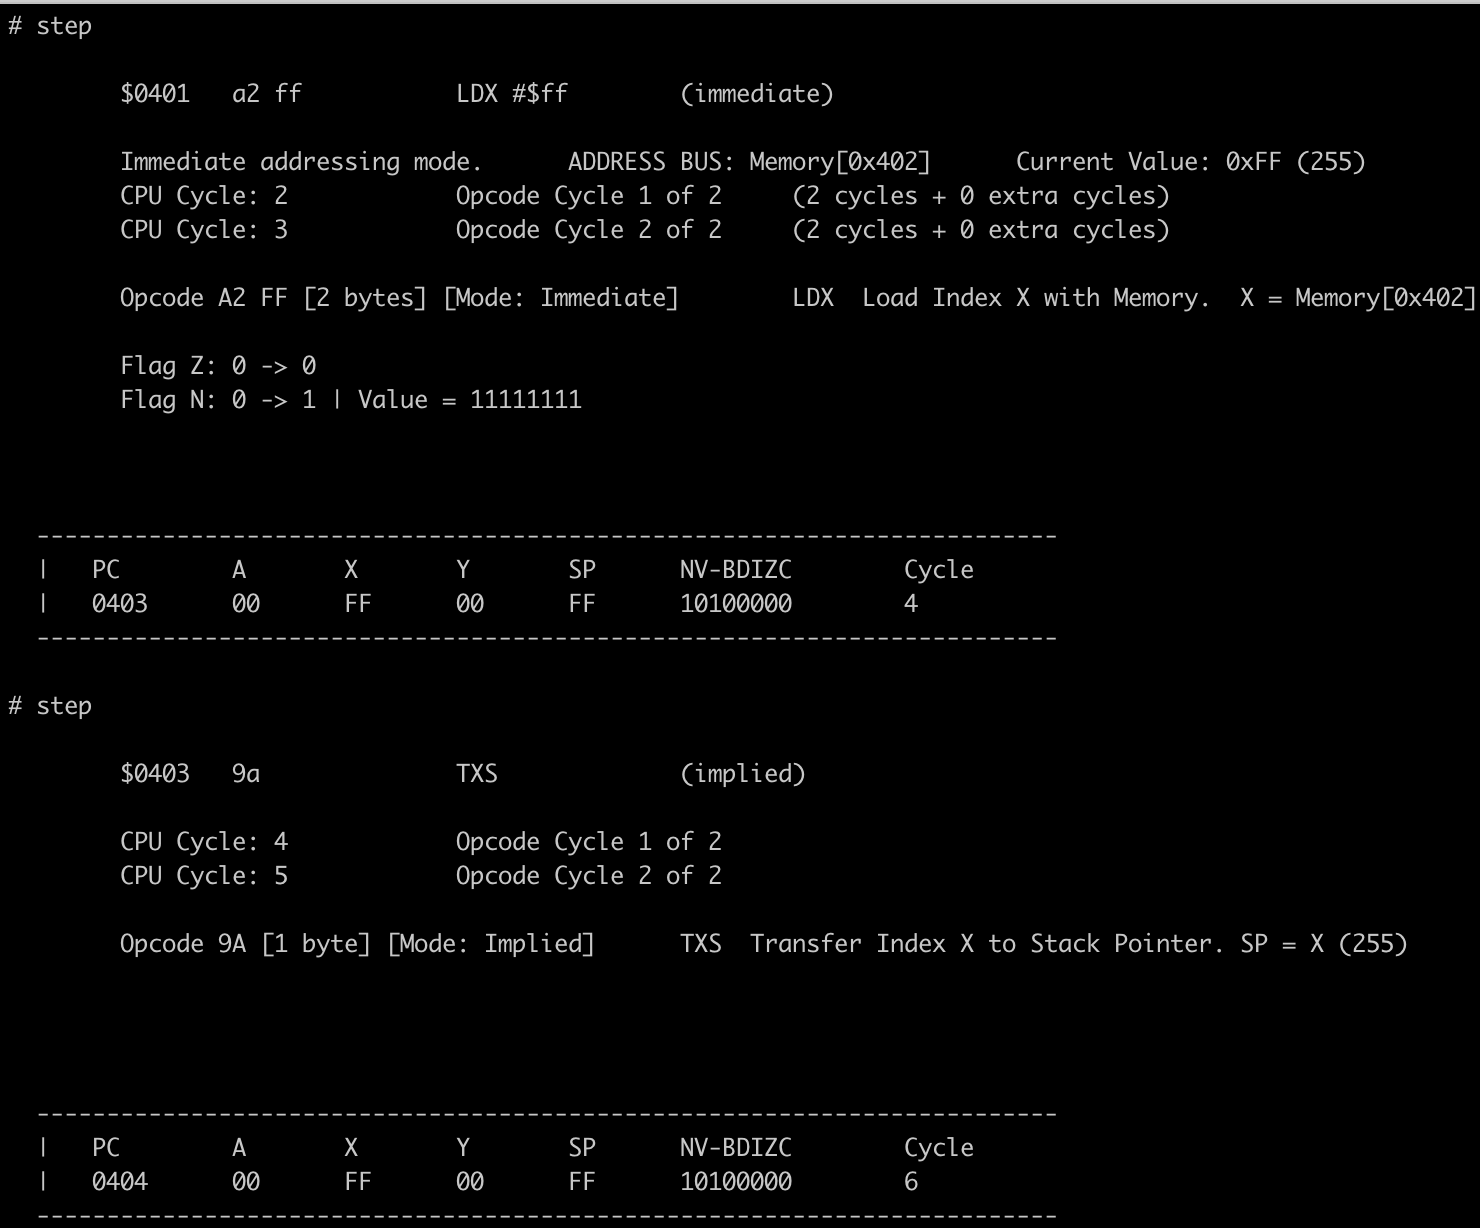 # step
$0401 a2 ff LDX #$ff (immediate)
Immediate addressing mode. ADDRESS BUS: Memory[0x402] Current Value: 0xFF (255)
CPU Cycle: 2 Opcode Cycle 1 of 2 (2 cycles + 0 extra cycles)
CPU Cycle: 3 Opcode Cycle 2 of 2 (2 cycles + 0 extra cycles)
Opcode A2 FF [2 bytes] [Mode: Immediate] LDX Load Index X with Memory. X = Memory[0x402]
Flag Z: 0 -> 0
Flag N: 0 -> 1 | Value = 11111111
-------------------------------------------------------------------------
| PC A X Y SP NV-BDIZC Cycle
| 0403 00 FF 00 FF 10100000 4
-------------------------------------------------------------------------
# step
$0403 9a TXS (implied)
CPU Cycle: 4 Opcode Cycle 1 of 2
CPU Cycle: 5 Opcode Cycle 2 of 2
Opcode 9A [1 byte] [Mode: Implied] TXS Transfer Index X to Stack Pointer. SP = X (255)
-------------------------------------------------------------------------
| PC A X Y SP NV-BDIZC Cycle
| 0404 00 FF 00 FF 10100000 6
-------------------------------------------------------------------------